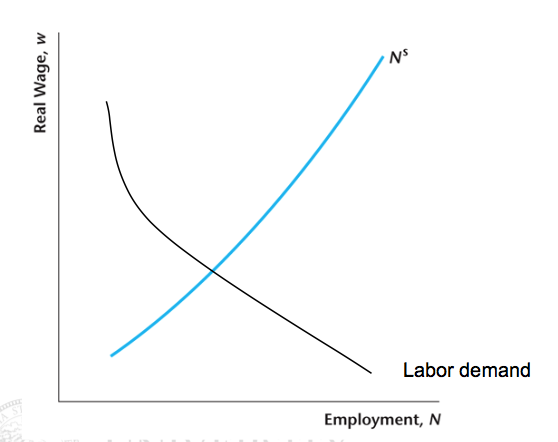 Real Wage, w
Nˢ
Labor demand
Employment, N